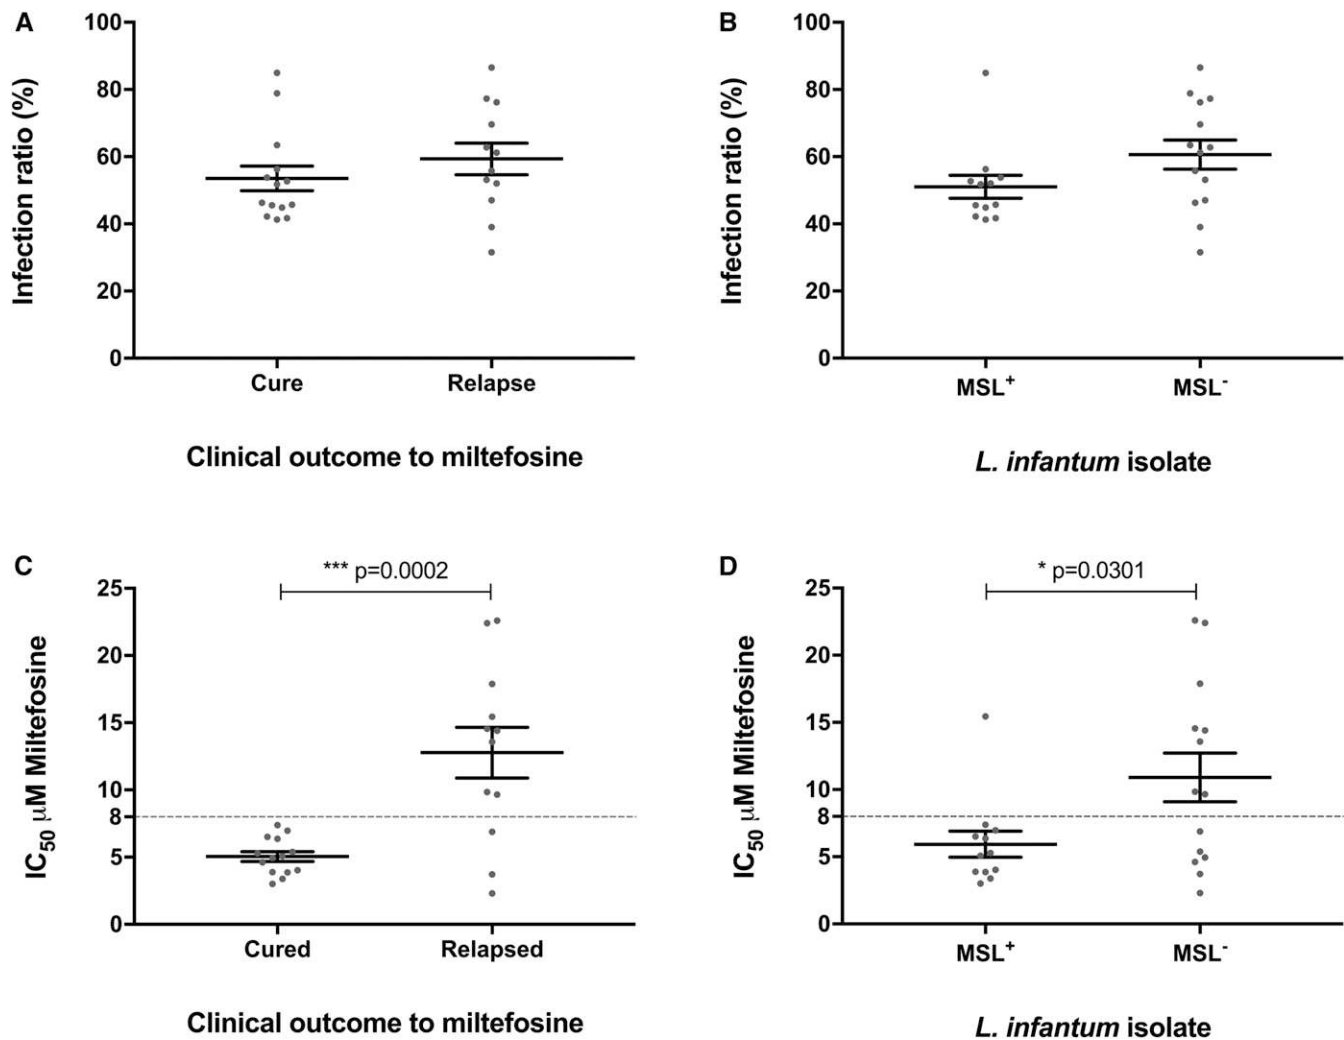 A
Infection ratio (%)
100
80
60
40
20
0
Cure Relapse
Clinical outcome to miltefosine
B
Infection ratio (%)
100
80
60
40
20
0
MSL⁺ MSL⁻
L. infantum isolate
C
*** p=0.0002
IC₅₀ μM Miltefosine
25
20
15
10
8
5
0
Cured Relapsed
Clinical outcome to miltefosine
D
* p=0.0301
IC₅₀ μM Miltefosine
25
20
15
10
8
5
0
MSL⁺ MSL⁻
L. infantum isolate